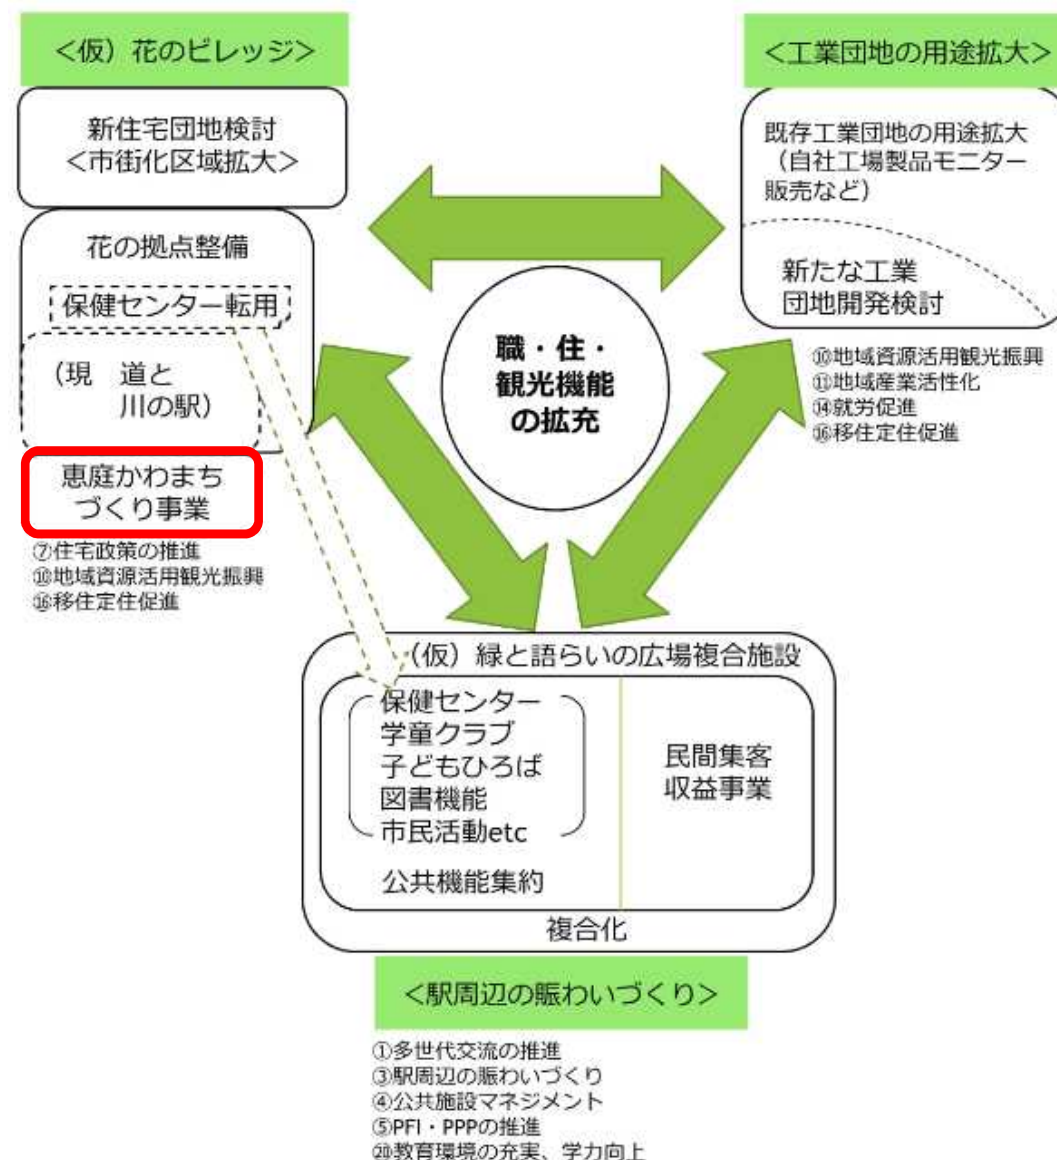 ＜仮）花のビレッジ＞
新住宅団地検討
＜市街化区域拡大＞
花の拠点整備
保健センター転用
(現　道と
川の駅）
恵庭かわまち
づくり事業
⑦住宅政策の推進
⑩地域資源活用観光振興
⑯移住定住促進
＜工業団地の用途拡大＞
既存工業団地の用途拡大
（自社工場製品モニター
販売など）
新たな工業
団地開発検討
⑩地域資源活用観光振興
⑪地域産業活性化
⑭就労促進
⑯移住定住促進
職・住・
観光機能
の拡充
（仮）緑と語らいの広場複合施設
保健センター
学童クラブ
子どもひろば
図書機能
市民活動etc
公共機能集約
民間集客
収益事業
複合化
＜駅周辺の賑わいづくり＞
①多世代交流の推進
③駅周辺の賑わいづくり
④公共施設マネジメント
⑤PFI・PPPの推進
⑳教育環境の充実、学力向上